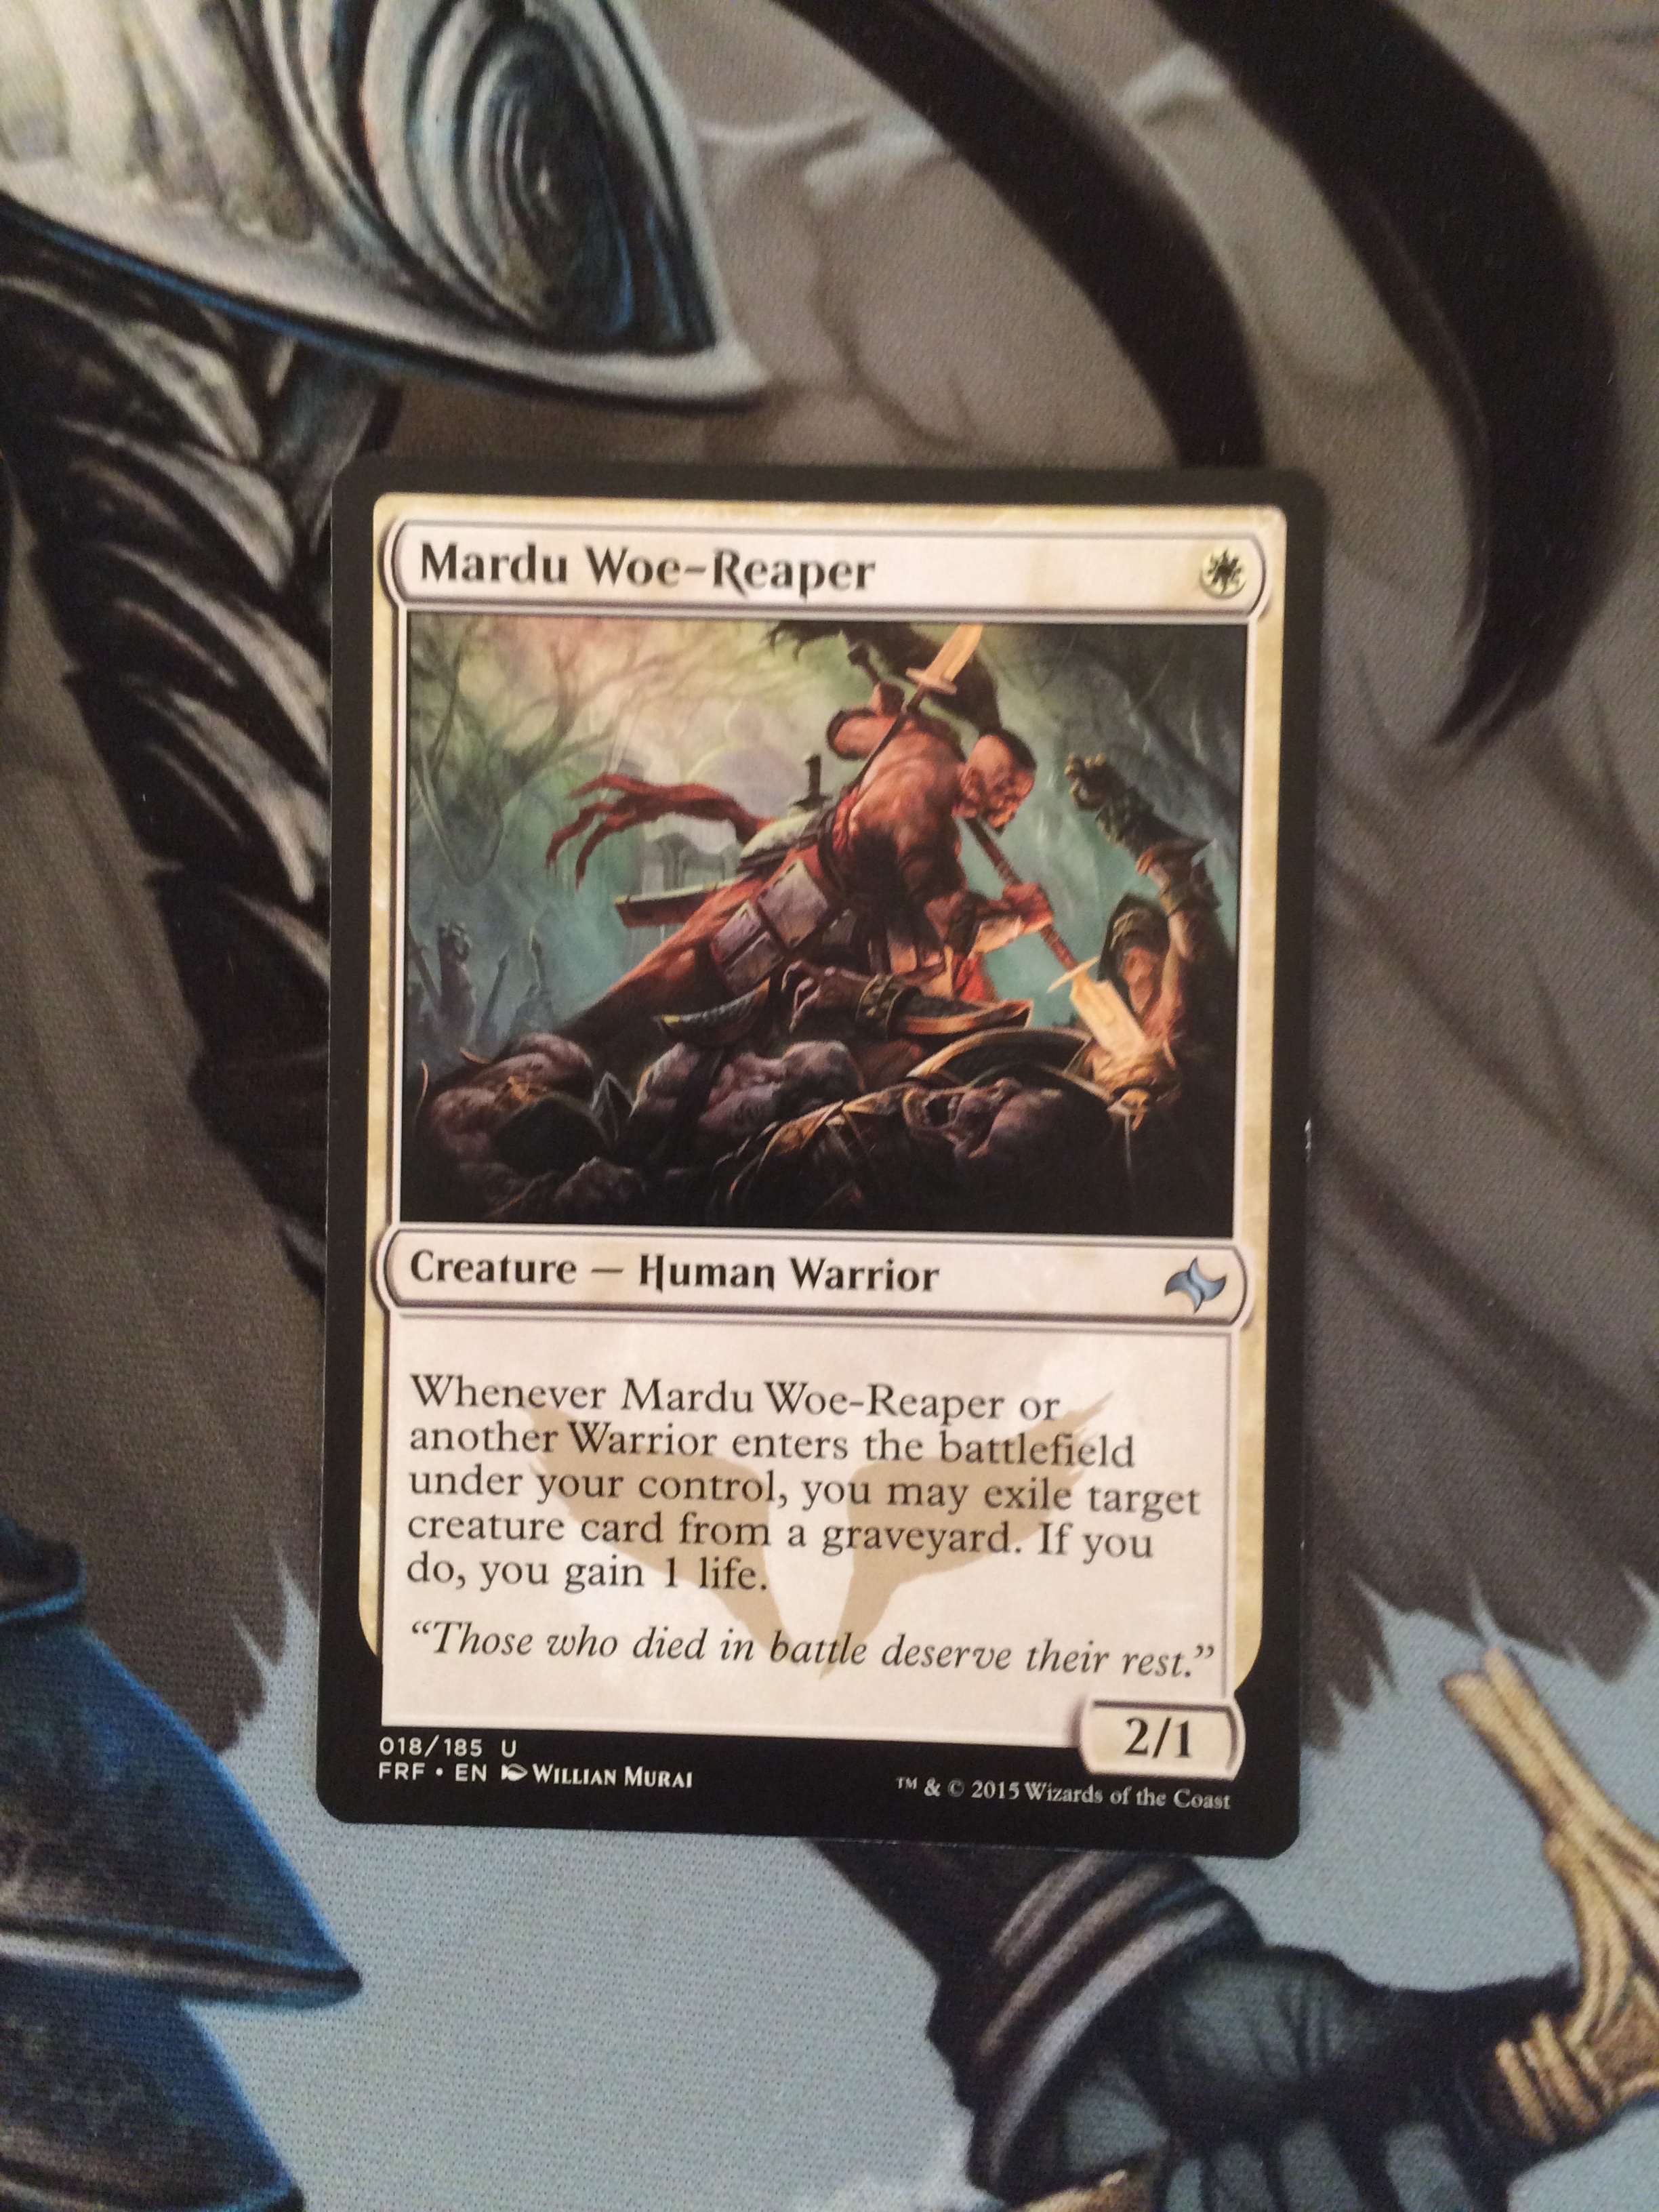 Mardu Woe-Reaper
Creature — Human Warrior
Whenever Mardu Woe-Reaper or
another Warrior enters the battlefield
under your control, you may exile target
creature card from a graveyard. If you
do, you gain 1 life.
“Those who died in battle deserve their rest.”
2/1
018/185 U
FRF • EN WILLIAN MURAI
™ & © 2015 Wizards of the Coast